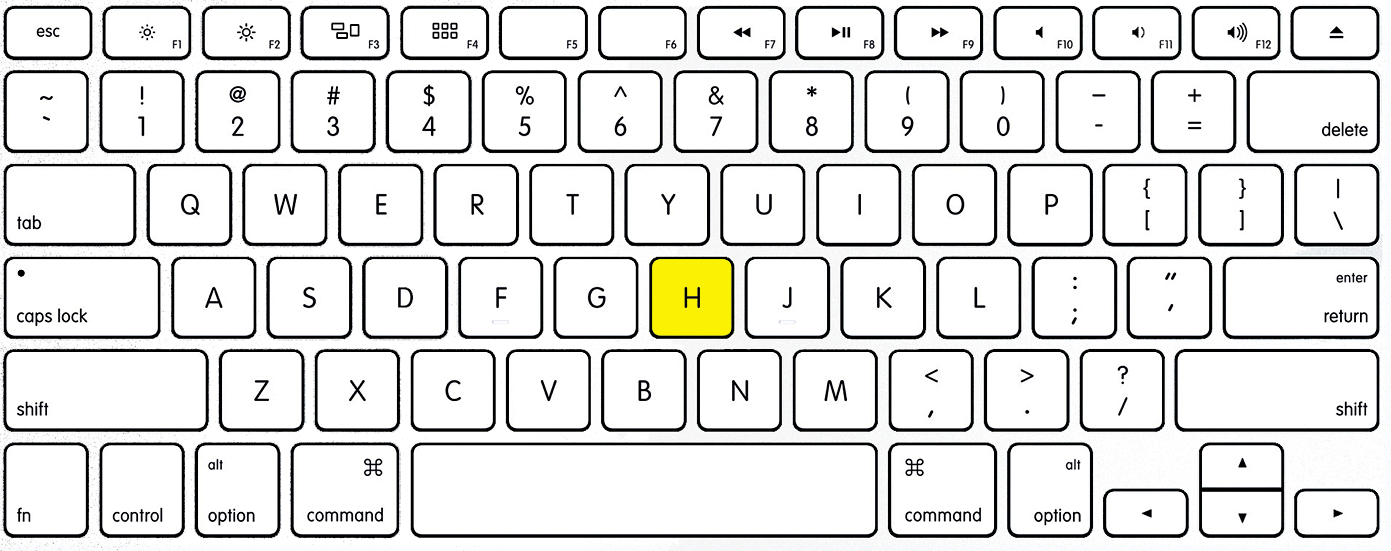 esc F1 F2 F3 F4 F5 F6 F7 F8 F9 F10 F11 F12
~ ! @ # $ % ^ & * ( ) – +
` 1 2 3 4 5 6 7 8 9 0 - = delete
tab Q W E R T Y U I O P { [ } ] | \
caps lock A S D F G H J K L : ; " ' enter return
shift Z X C V B N M < , > . ? / shift
fn control alt option ⌘ command ⌘ command alt option ◄ ▲ ▼ ►